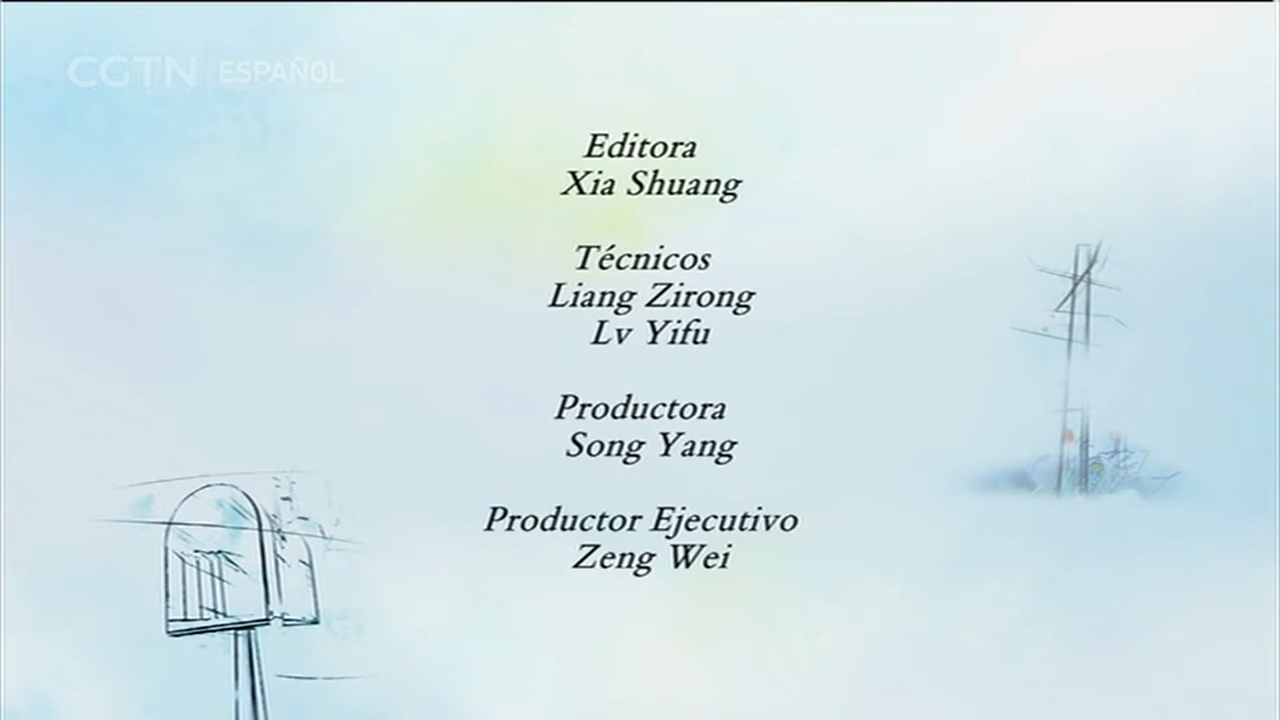 CGTN ESPAÑOL
Editora
Xia Shuang
Técnicos
Liang Zirong
Lv Yifu
Productora
Song Yang
Productor Ejecutivo
Zeng Wei